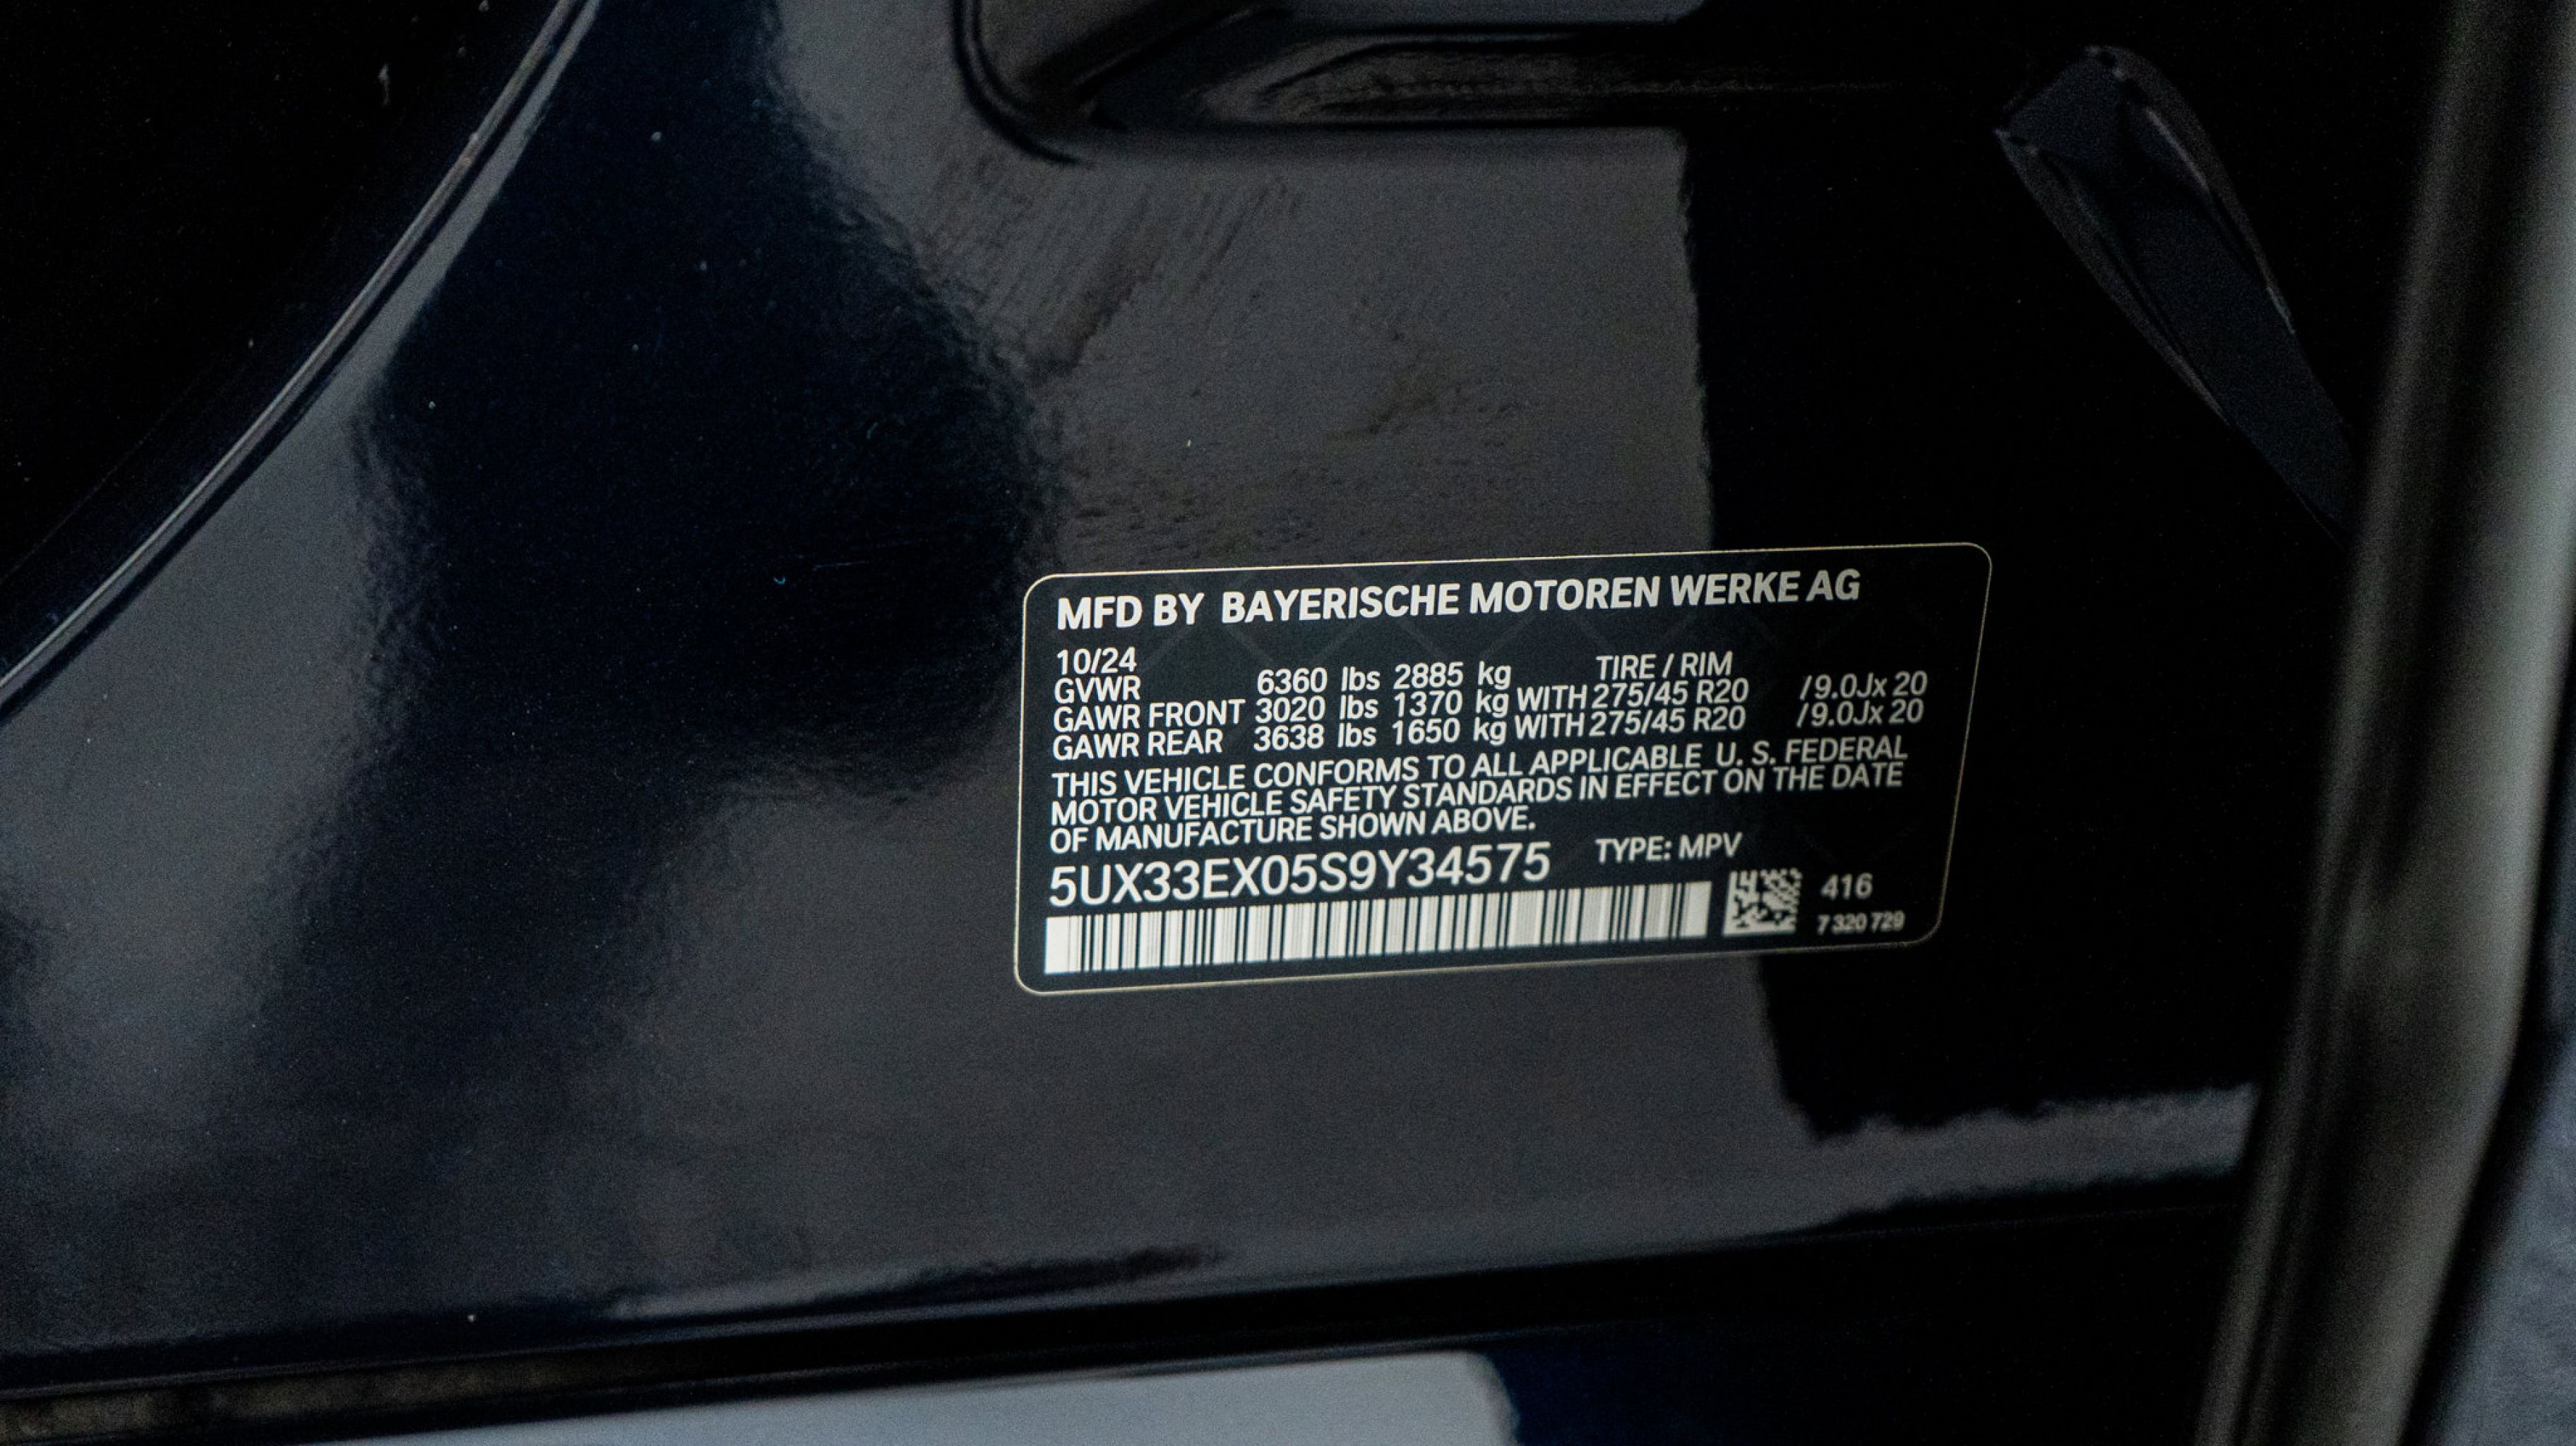 MFD BY BAYERISCHE MOTOREN WERKE AG
10/24
GVWR 6360 lbs 2885 kg TIRE / RIM
GAWR FRONT 3020 lbs 1370 kg WITH 275/45 R20 /9.0Jx 20
GAWR REAR 3638 lbs 1650 kg WITH 275/45 R20 /9.0Jx 20
THIS VEHICLE CONFORMS TO ALL APPLICABLE U. S. FEDERAL
MOTOR VEHICLE SAFETY STANDARDS IN EFFECT ON THE DATE
OF MANUFACTURE SHOWN ABOVE.
5UX33EX05S9Y34575 TYPE: MPV
416
7 320 729